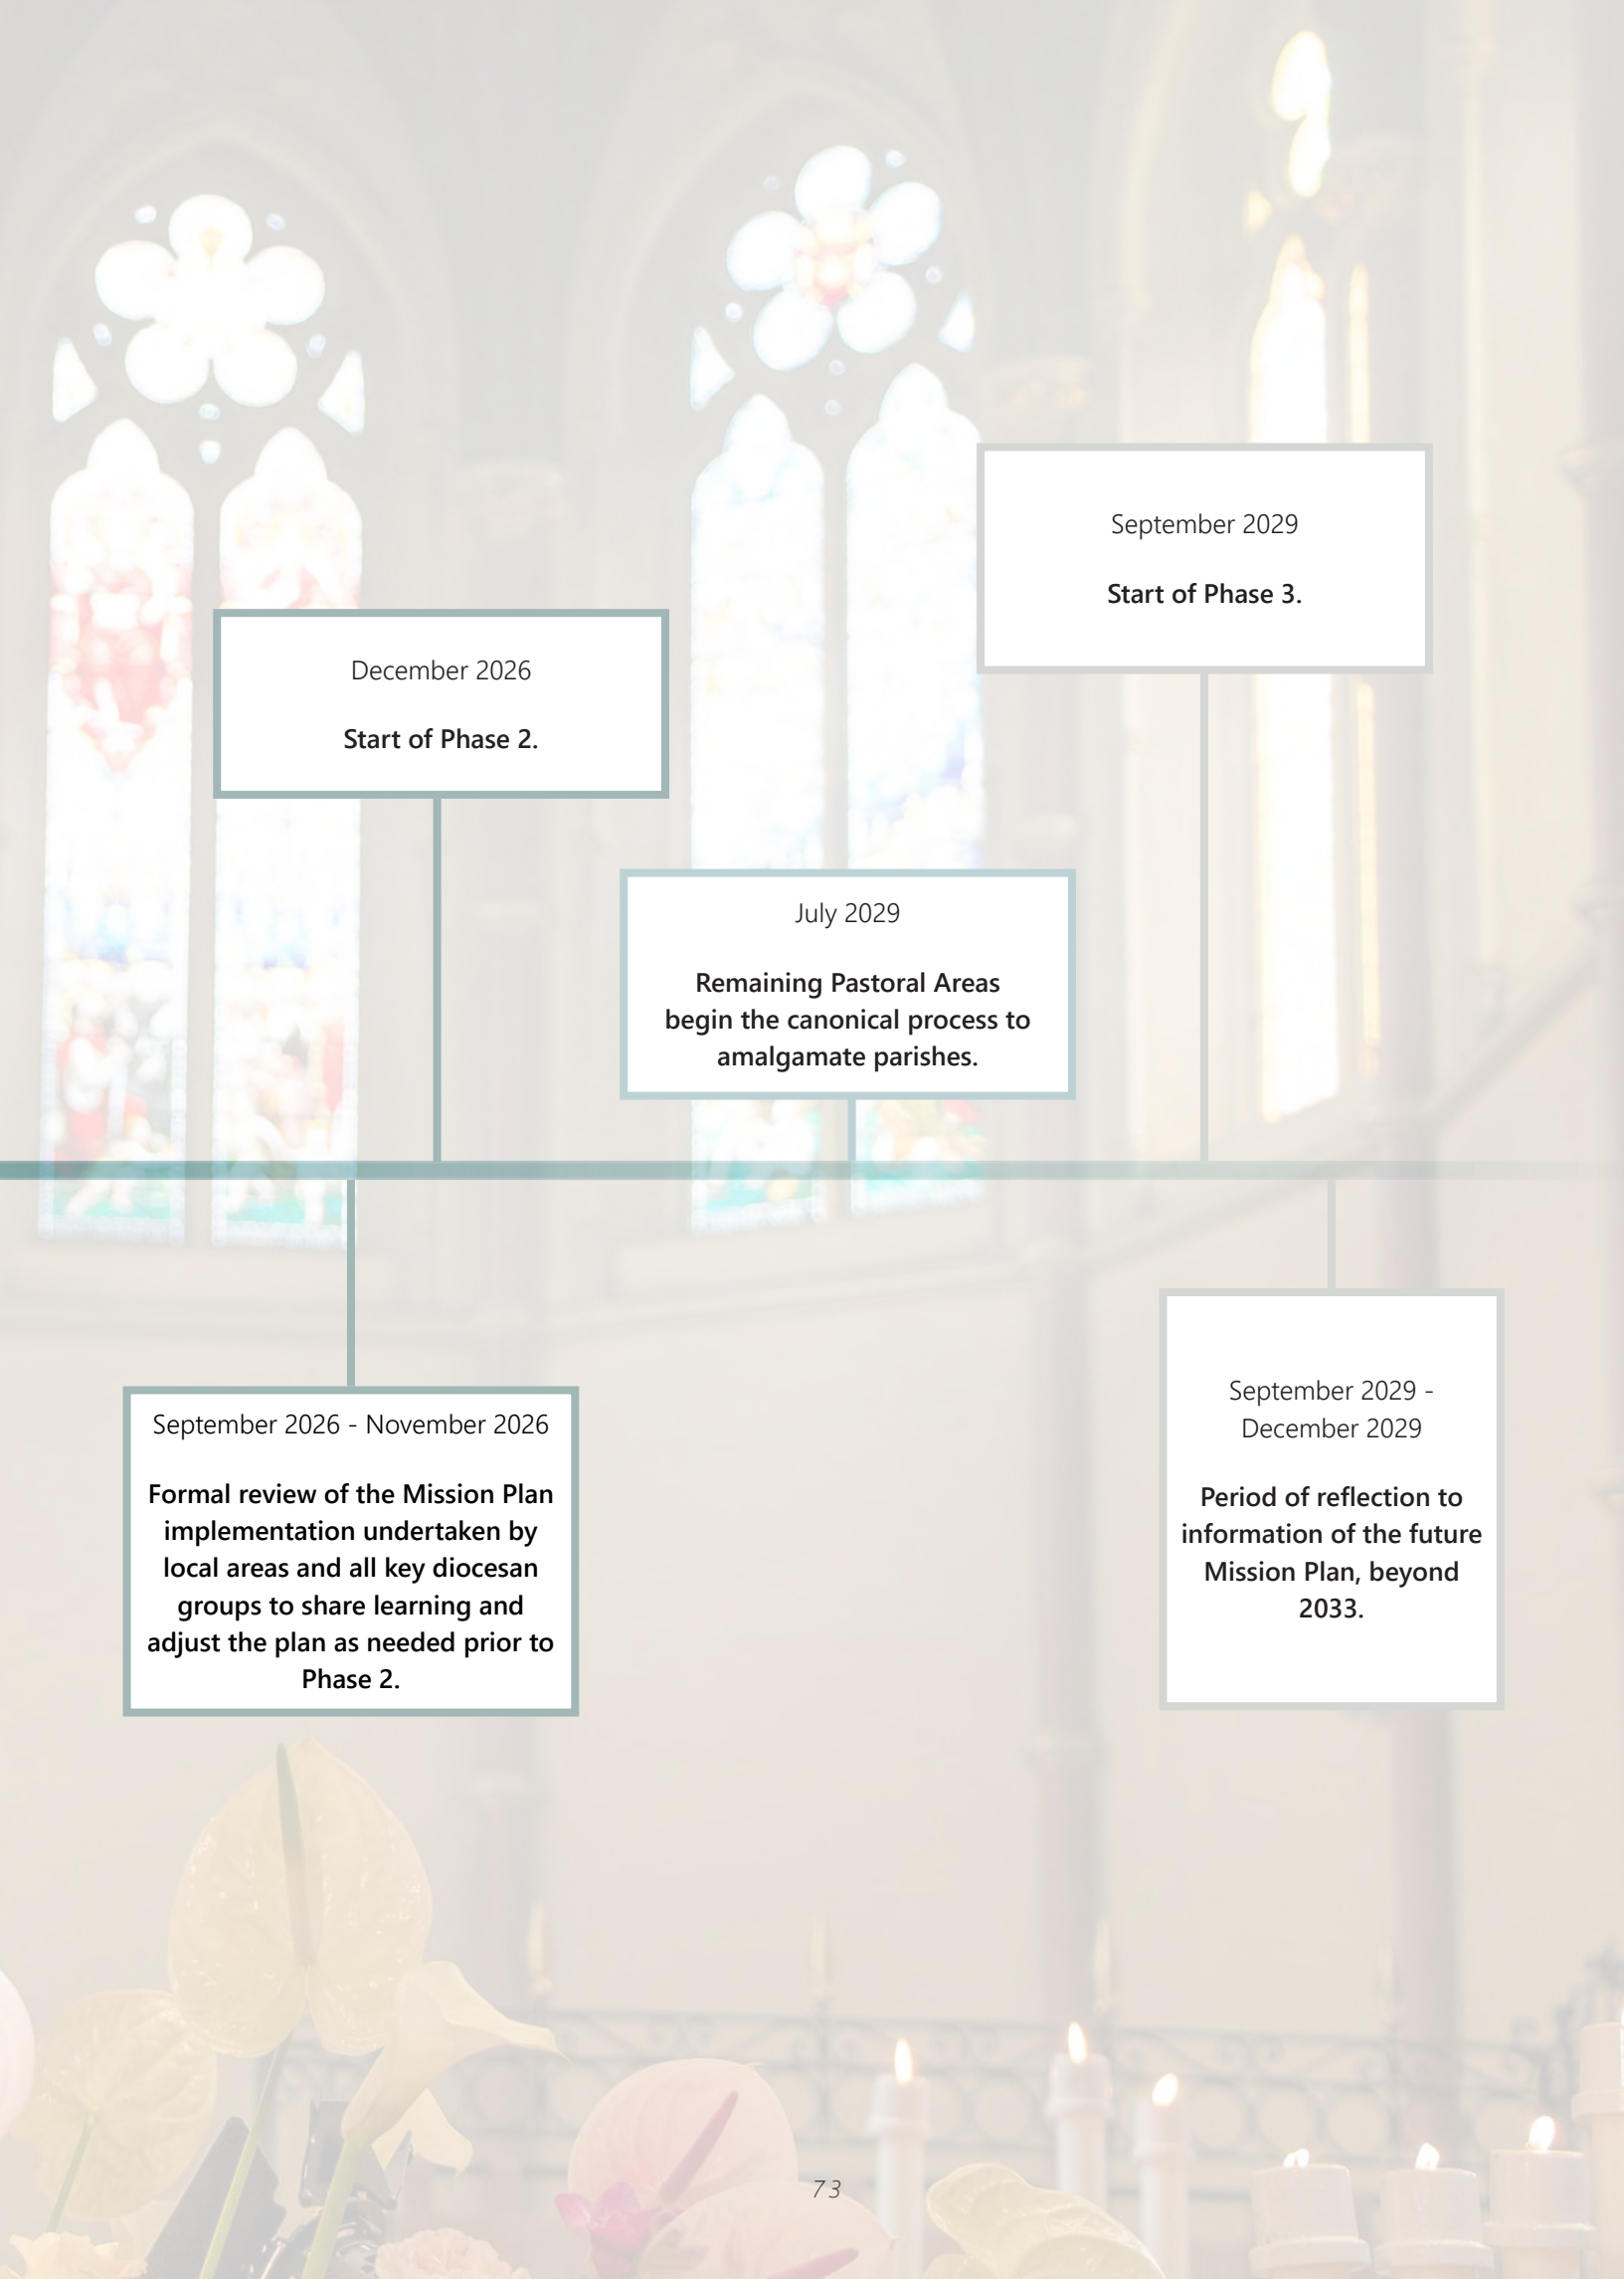 September 2029
Start of Phase 3.
December 2026
Start of Phase 2.
July 2029
Remaining Pastoral Areas
begin the canonical process to
amalgamate parishes.
September 2026 - November 2026
Formal review of the Mission Plan
implementation undertaken by
local areas and all key diocesan
groups to share learning and
adjust the plan as needed prior to
Phase 2.
September 2029 -
December 2029
Period of reflection to
information of the future
Mission Plan, beyond
2033.
73